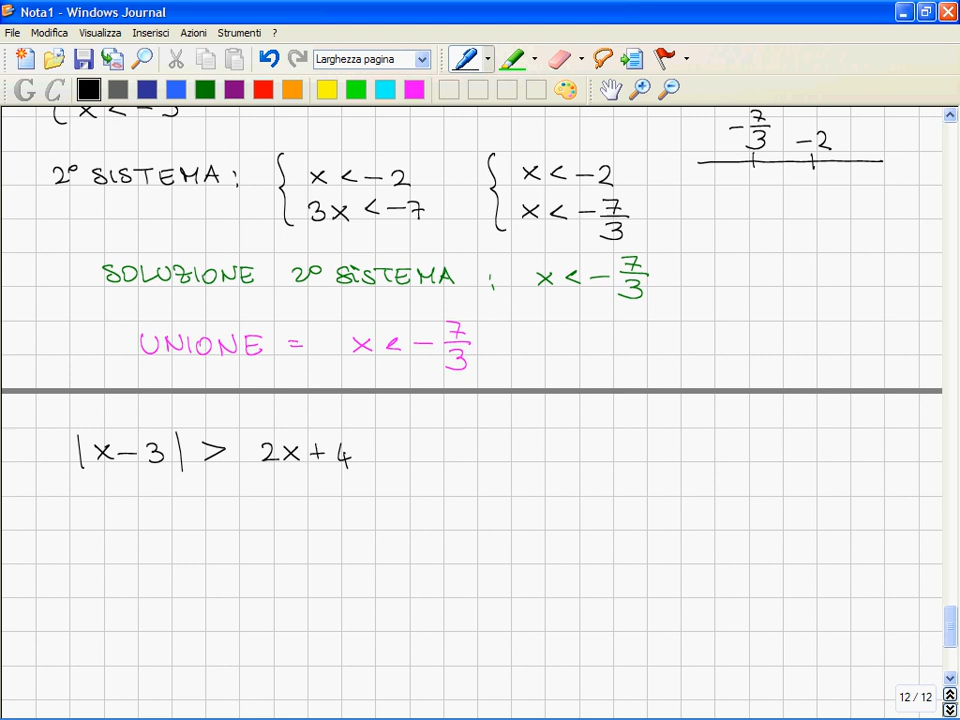 Nota1 - Windows Journal
File Modifica Visualizza Inserisci Azioni Strumenti ?
Larghezza pagina
G C
{ x < - 5
- 7/3 - 2
2° SISTEMA : { x < - 2 { x < - 2
3x < - 7 x < - 7/3
SOLUZIONE 2° SISTEMA : x < - 7/3
UNIONE = x < - 7/3
|x - 3| > 2x + 4
12 / 12